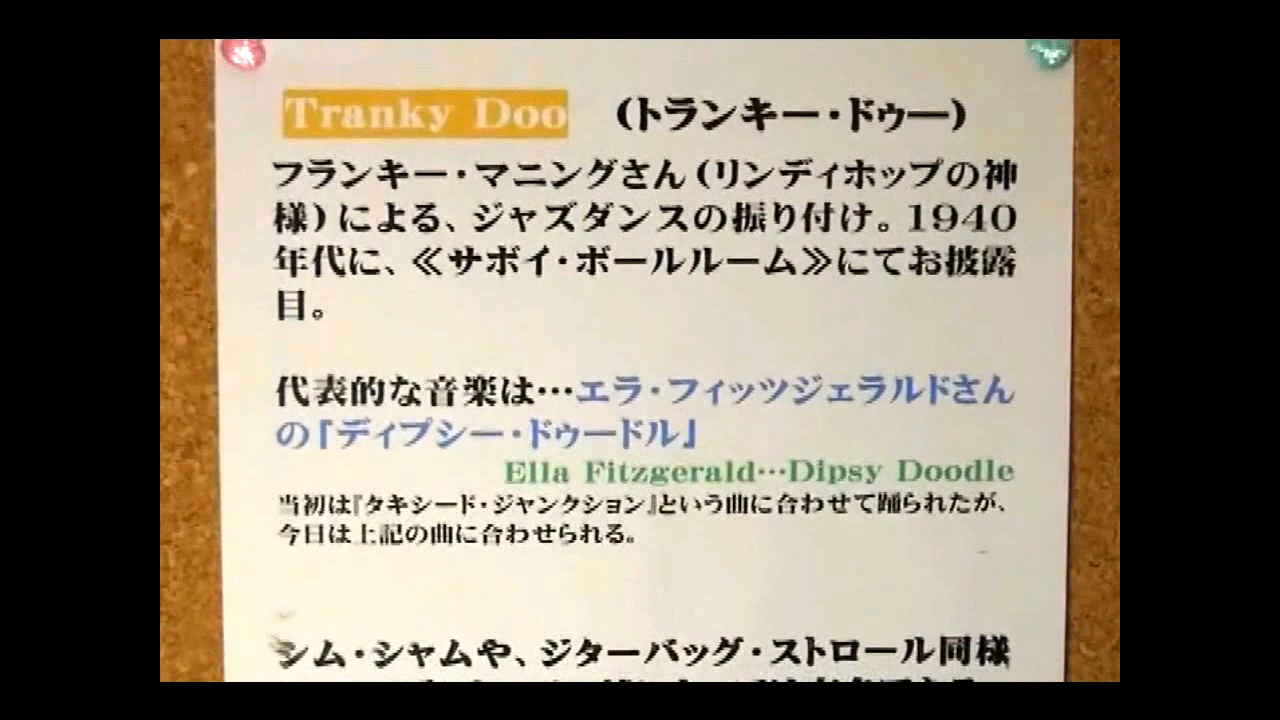 Tranky Doo （トランキー・ドゥー）
フランキー・マニングさん（リンディホップの神
様）による、ジャズダンスの振り付け。1940
年代に、≪サボイ・ボールルーム≫にてお披露
目。
代表的な音楽は…エラ・フィッツジェラルドさん
の『ディプシー・ドゥードル』
Ella Fitzgerald…Dipsy Doodle
当初は『タキシード・ジャンクション』という曲に合わせて踊られたが、
今日は上記の曲に合わせられる。
シム・シャムや、ジターバッグ・ストロール同様